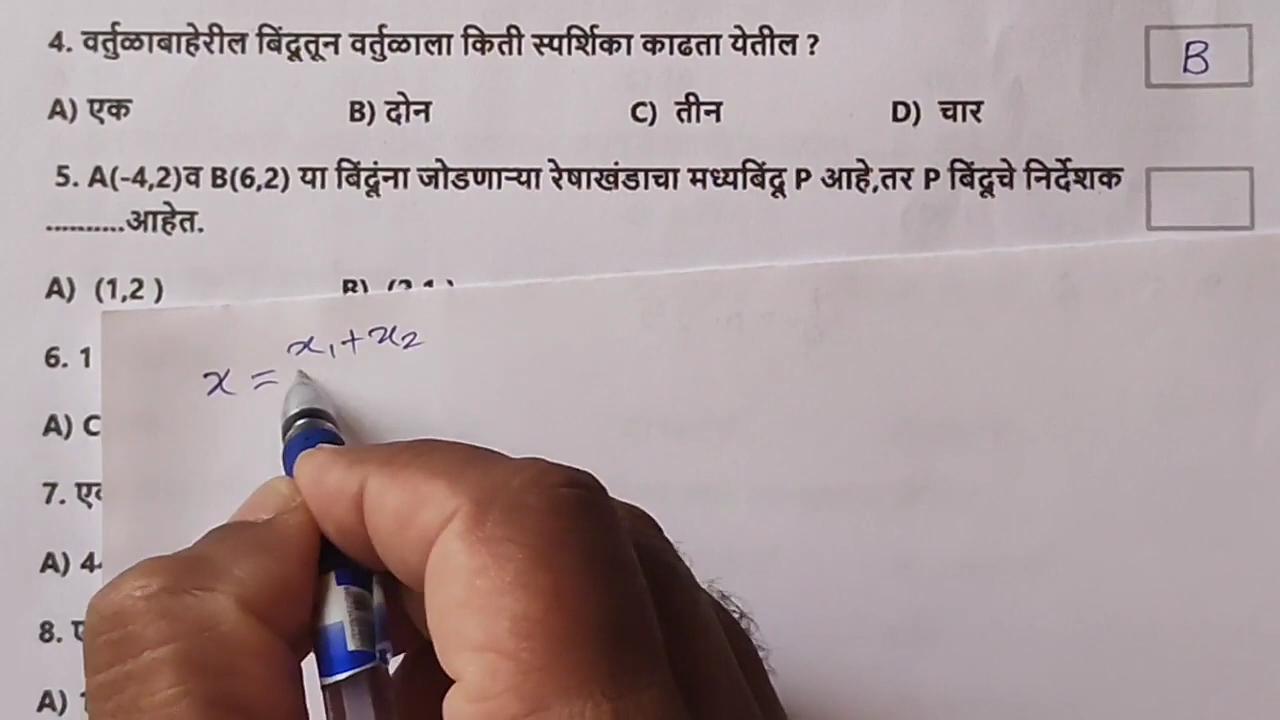 4. वर्तुळाबाहेरील बिंदूतून वर्तुळाला किती स्पर्शिका काढता येतील ?
B
A) एक B) दोन C) तीन D) चार
5. A(-4,2)व B(6,2) या बिंदूंना जोडणाऱ्या रेषाखंडाचा मध्यबिंदू P आहे,तर P बिंदूचे निर्देशक
..........आहेत.
A) (1,2 )
x₁+x₂
x =
6. 1
A) C
7.
A) 4
8.
A)